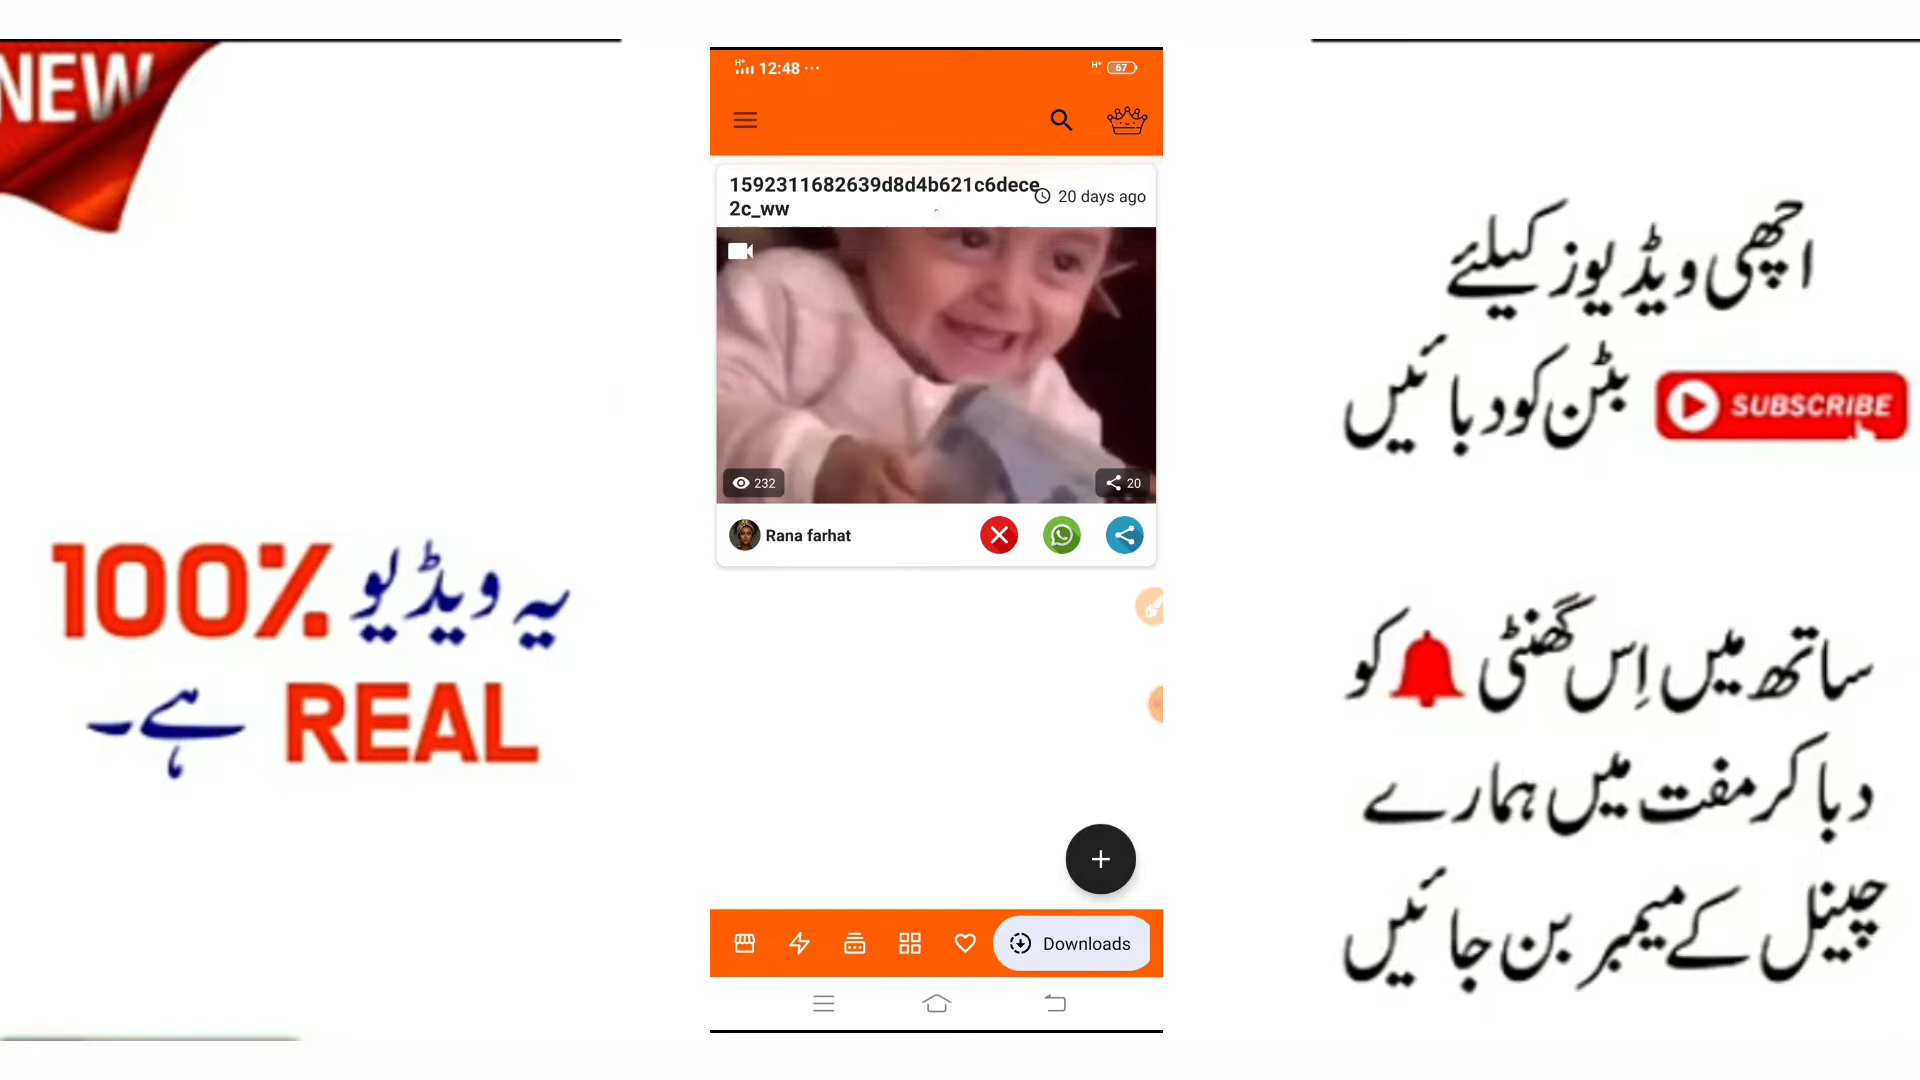 NEW
یہ ویڈیو 100%
REAL ہے۔
12:48 ...
H+ 67
1592311682639d8d4b621c6dece
2c_ww
20 days ago
232
20
Rana farhat
Downloads
اچھی ویڈیوز کیلئے
بٹن کو دبائیں SUBSCRIBE
ساتھ میں اِس گھنٹی کو
دبا کر مفت میں ہمارے
چینل کے میمبر بن جائیں